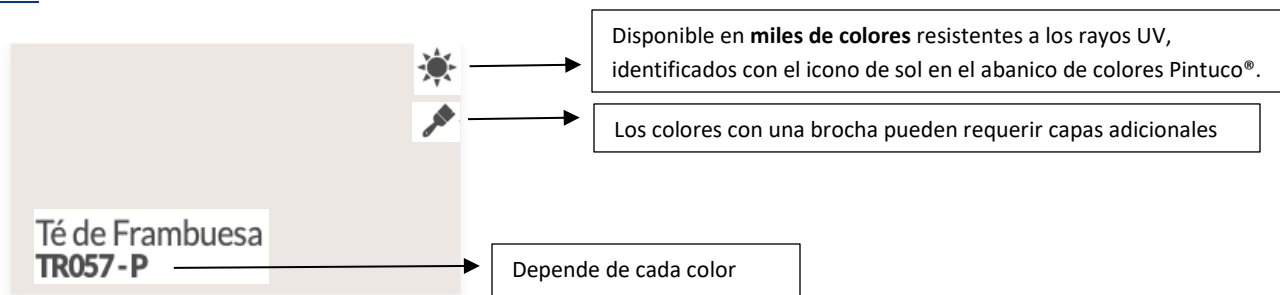 Disponible en miles de colores resistentes a los rayos UV,
identificados con el icono de sol en el abanico de colores Pintuco®.
Los colores con una brocha pueden requerir capas adicionales
Té de Frambuesa
TR057-P
Depende de cada color